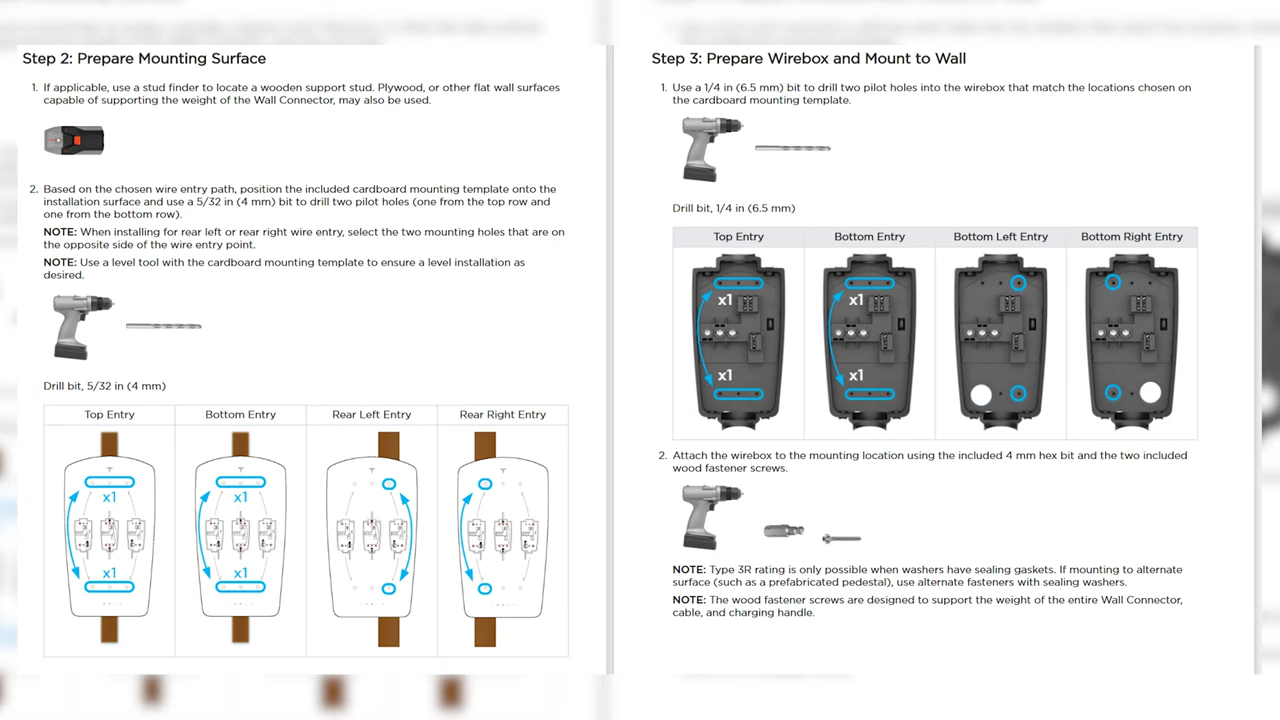 Step 2: Prepare Mounting Surface
1. If applicable, use a stud finder to locate a wooden support stud. Plywood, or other flat wall surfaces
capable of supporting the weight of the Wall Connector, may also be used.
2. Based on the chosen wire entry path, position the included cardboard mounting template onto the
installation surface and use a 5/32 in (4 mm) bit to drill two pilot holes (one from the top row and
one from the bottom row).
NOTE: When installing for rear left or rear right wire entry, select the two mounting holes that are on
the opposite side of the wire entry point.
NOTE: Use a level tool with the cardboard mounting template to ensure a level installation as
desired.
Drill bit, 5/32 in (4 mm)
Top Entry Bottom Entry Rear Left Entry Rear Right Entry
x1 x1
x1 x1
Step 3: Prepare Wirebox and Mount to Wall
1. Use a 1/4 in (6.5 mm) bit to drill two pilot holes into the wirebox that match the locations chosen on
the cardboard mounting template.
Drill bit, 1/4 in (6.5 mm)
Top Entry Bottom Entry Bottom Left Entry Bottom Right Entry
x1 x1
x1 x1
2. Attach the wirebox to the mounting location using the included 4 mm hex bit and the two included
wood fastener screws.
NOTE: Type 3R rating is only possible when washers have sealing gaskets. If mounting to alternate
surface (such as a prefabricated pedestal), use alternate fasteners with sealing washers.
NOTE: The wood fastener screws are designed to support the weight of the entire Wall Connector,
cable, and charging handle.